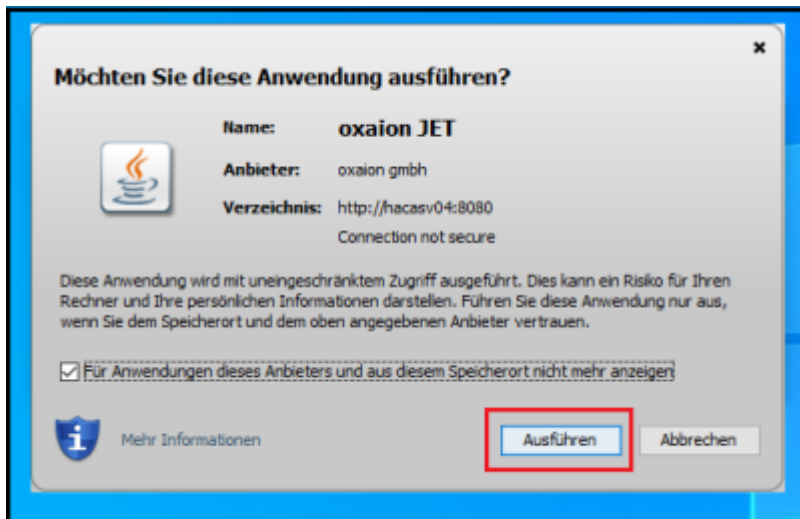 Möchten Sie diese Anwendung ausführen?
Name: oxaion JET
Anbieter: oxaion gmbh
Verzeichnis: http://hacasv04:8080
Connection not secure
Diese Anwendung wird mit uneingeschränktem Zugriff ausgeführt. Dies kann ein Risiko für Ihren
Rechner und Ihre persönlichen Informationen darstellen. Führen Sie diese Anwendung nur aus,
wenn Sie dem Speicherort und dem oben angegebenen Anbieter vertrauen.
Für Anwendungen dieses Anbieters und aus diesem Speicherort nicht mehr anzeigen
Mehr Informationen Ausführen Abbrechen